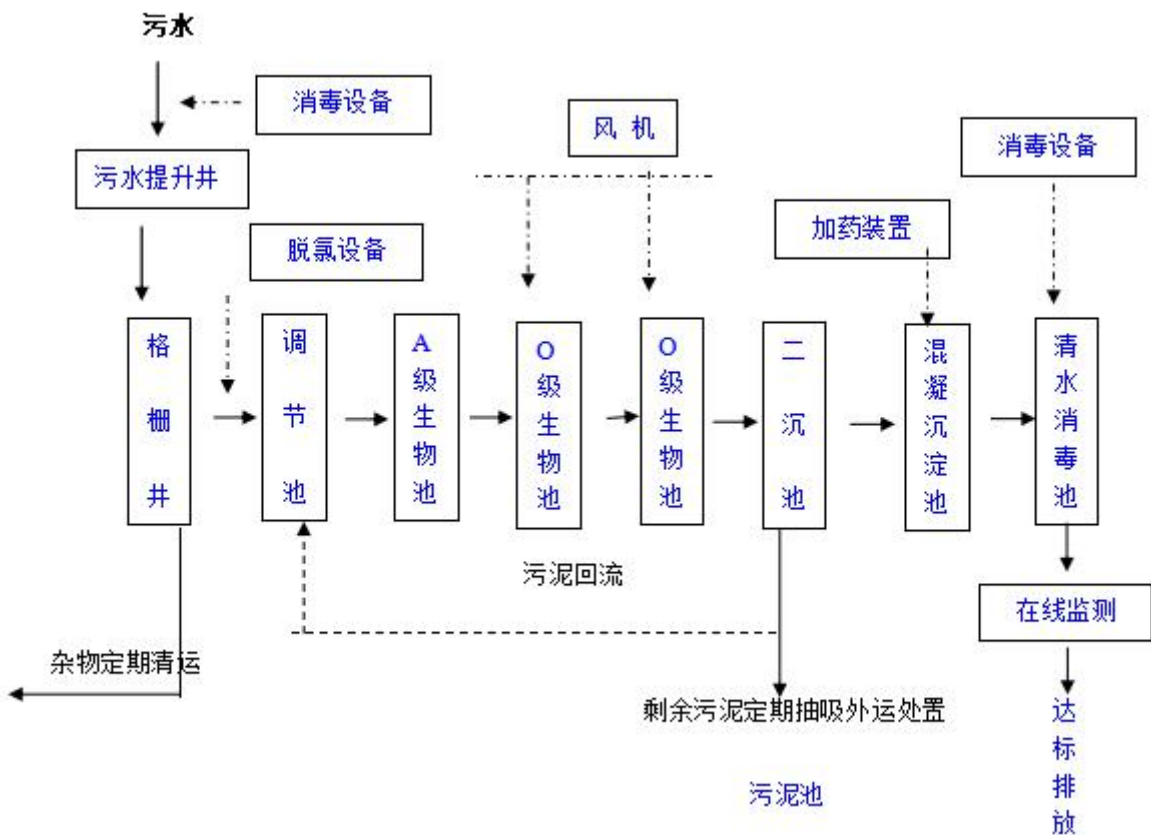 污水
消毒设备
风 机
消毒设备
污水提升井
加药装置
脱氯设备
格栅井
调节池
A级生物池
O级生物池
O级生物池
二沉池
混凝沉淀池
清水消毒池
污泥回流
在线监测
杂物定期清运
剩余污泥定期抽吸外运处置
达标排放
污泥池